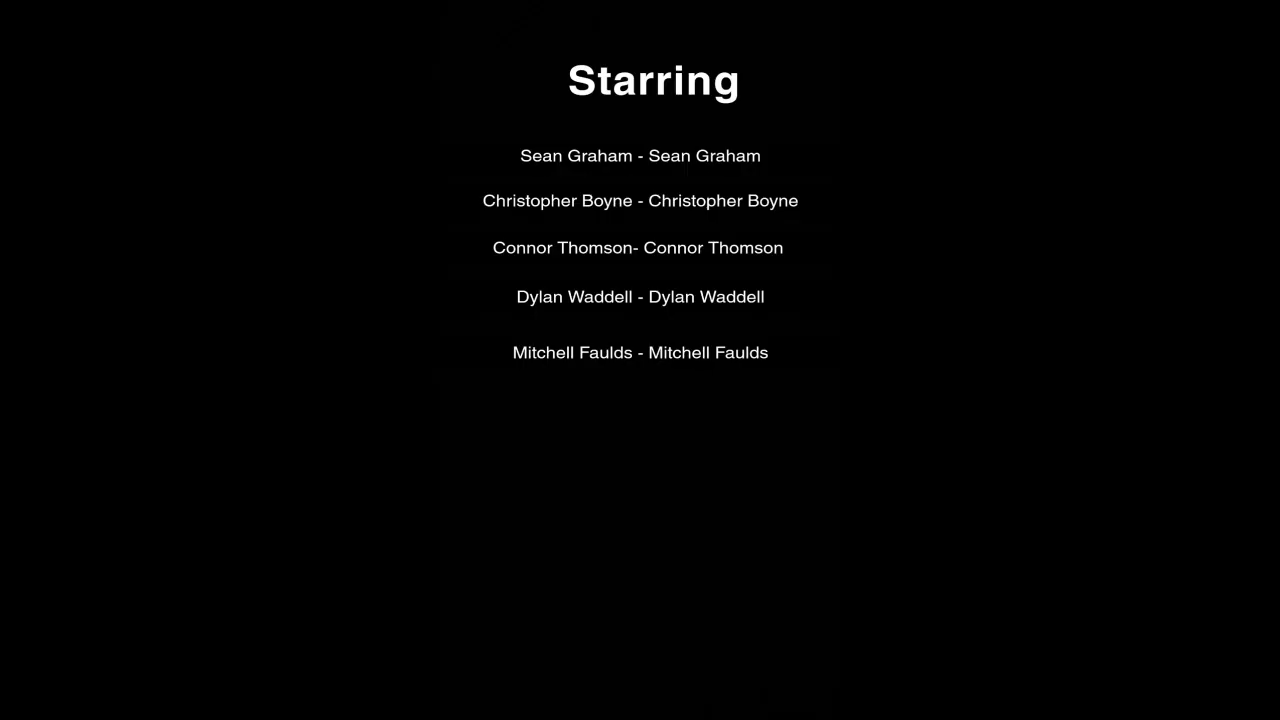 Starring
Sean Graham - Sean Graham
Christopher Boyne - Christopher Boyne
Connor Thomson- Connor Thomson
Dylan Waddell - Dylan Waddell
Mitchell Faulds - Mitchell Faulds